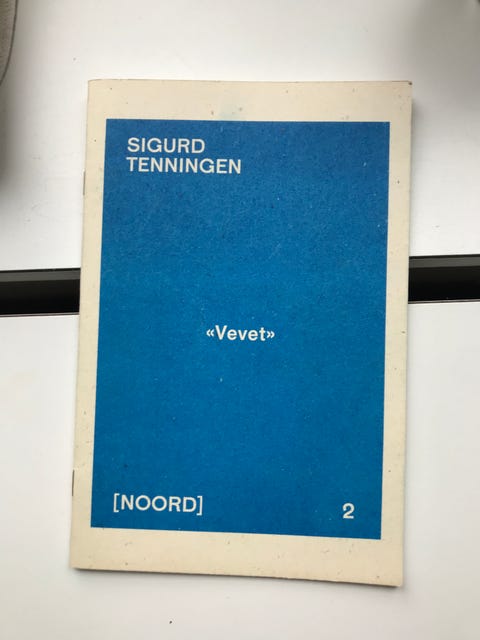 SIGURD
TENNINGEN
«Vevet»
[NOORD]
2